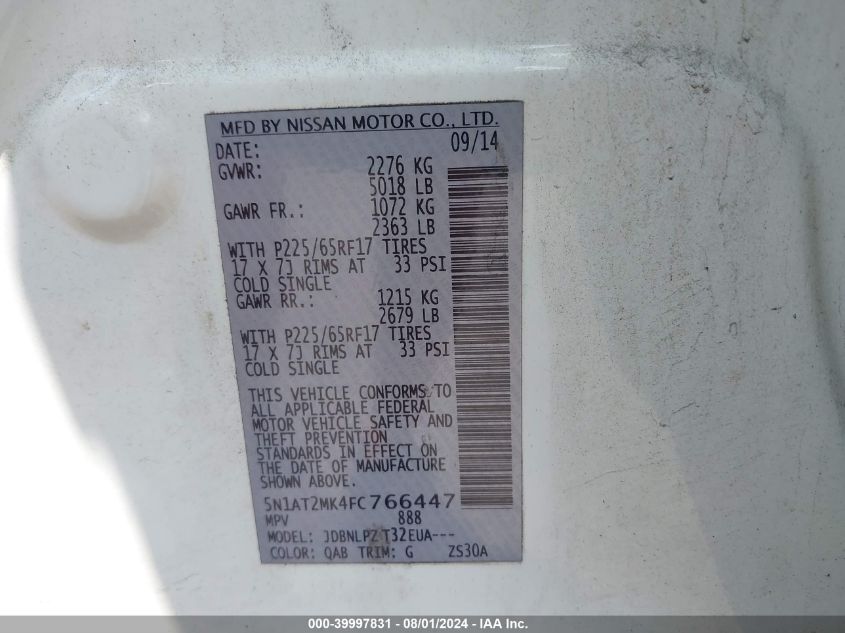 MFD BY NISSAN MOTOR CO., LTD.
DATE: 09/14
GVWR: 2276 KG
5018 LB
GAWR FR.: 1072 KG
2363 LB
WITH P225/65RF17 TIRES
17 X 7J RIMS AT 33 PSI
COLD SINGLE
GAWR RR.: 1215 KG
2679 LB
WITH P225/65RF17 TIRES
17 X 7J RIMS AT 33 PSI
COLD SINGLE
THIS VEHICLE CONFORMS TO
ALL APPLICABLE FEDERAL
MOTOR VEHICLE SAFETY AND
THEFT PREVENTION
STANDARDS IN EFFECT ON
THE DATE OF MANUFACTURE
SHOWN ABOVE.
5N1AT2MK4FC766447
MPV 888
MODEL: JDBNLPZ T32EUA---
COLOR: QAB TRIM: G ZS30A
000-39997831 - 08/01/2024 - IAA Inc.